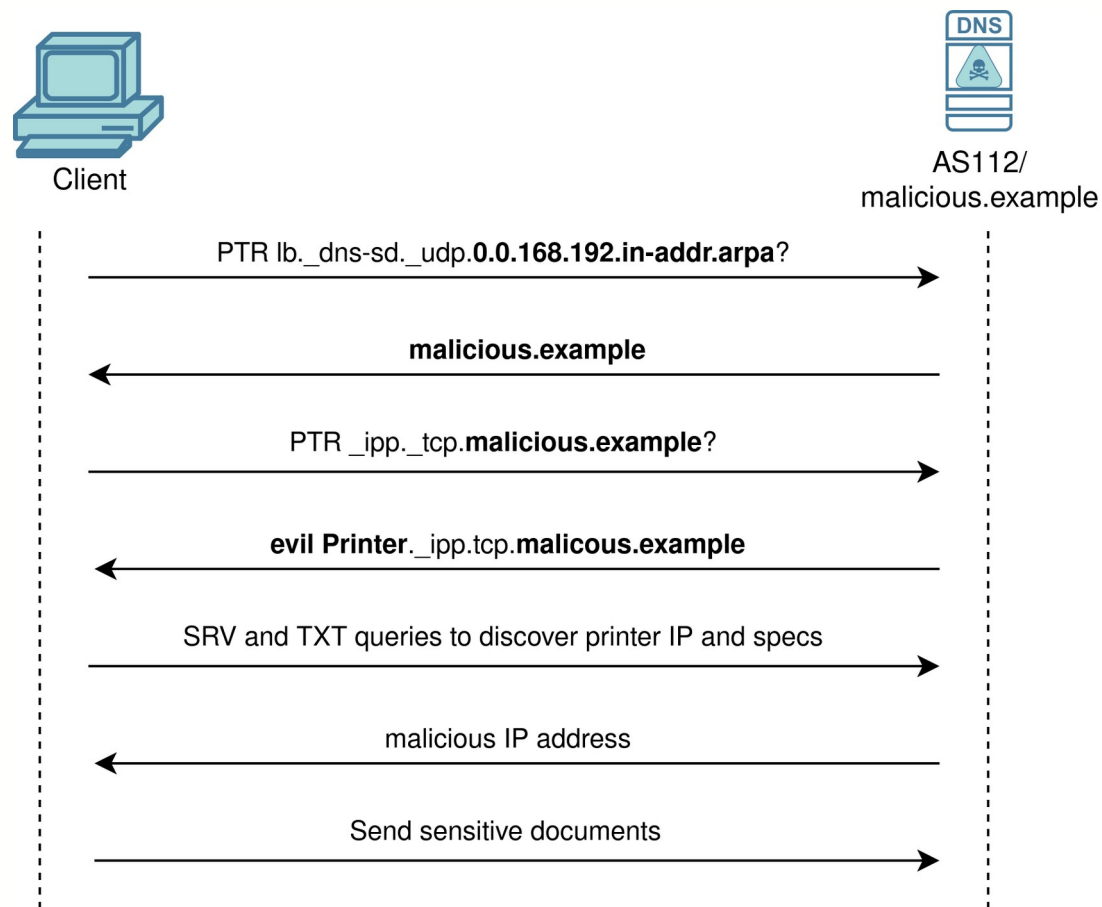 DNS
Client
AS112/
malicious.example
PTR lb._dns-sd._udp.0.0.168.192.in-addr.arpa?
malicious.example
PTR _ipp._tcp.malicious.example?
evil Printer._ipp.tcp.malicous.example
SRV and TXT queries to discover printer IP and specs
malicious IP address
Send sensitive documents